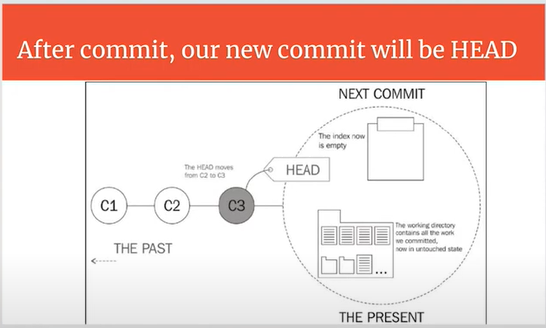 After commit, our new commit will be HEAD
NEXT COMMIT
The index now
is empty
The HEAD moves
from C2 to C3
HEAD
C1
C2
C3
The working directory
contains all the work
we committed,
now in untouched state
THE PAST
...
THE PRESENT